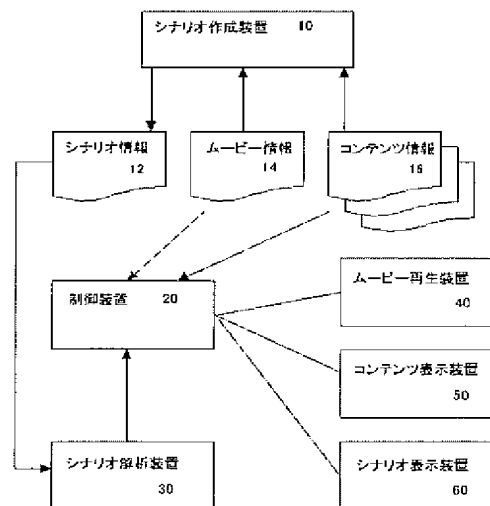 シナリオ作成装置 10
シナリオ情報
12
ムービー情報
14
コンテンツ情報
16
制御装置 20
ムービー再生装置
40
コンテンツ表示装置
50
シナリオ解析装置
30
シナリオ表示装置
60